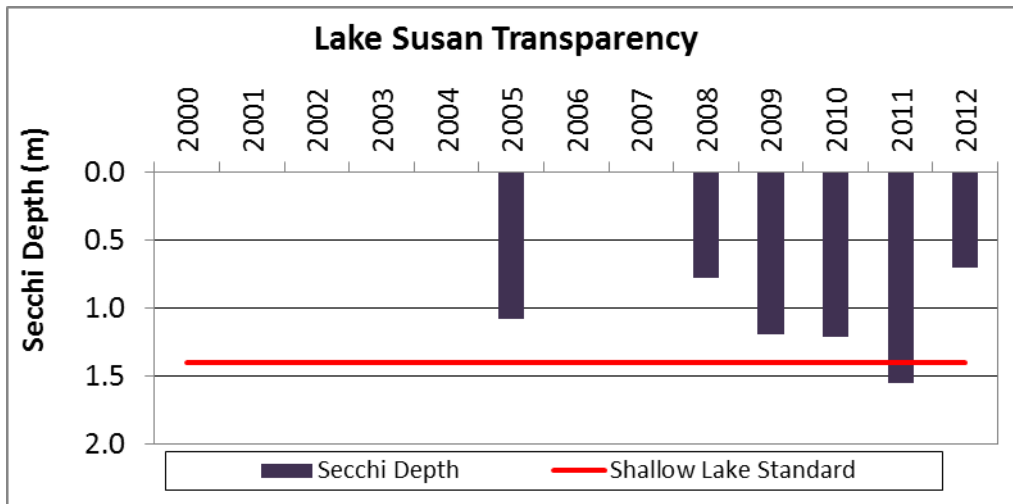 Lake Susan Transparency
2000 2001 2002 2003 2004 2005 2006 2007 2008 2009 2010 2011 2012
Secchi Depth (m)
0.0
0.5
1.0
1.5
2.0
Secchi Depth Shallow Lake Standard